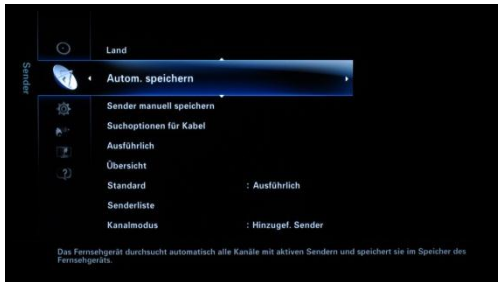 Sender
Land
Autom. speichern
Sender manuell speichern
Suchoptionen für Kabel
Ausführlich
Übersicht
Standard : Ausführlich
Senderliste
Kanalmodus : Hinzugef. Sender
Das Fernsehgerät durchsucht automatisch alle Kanäle mit aktiven Sendern und speichert sie im Speicher des
Fernsehgeräts.